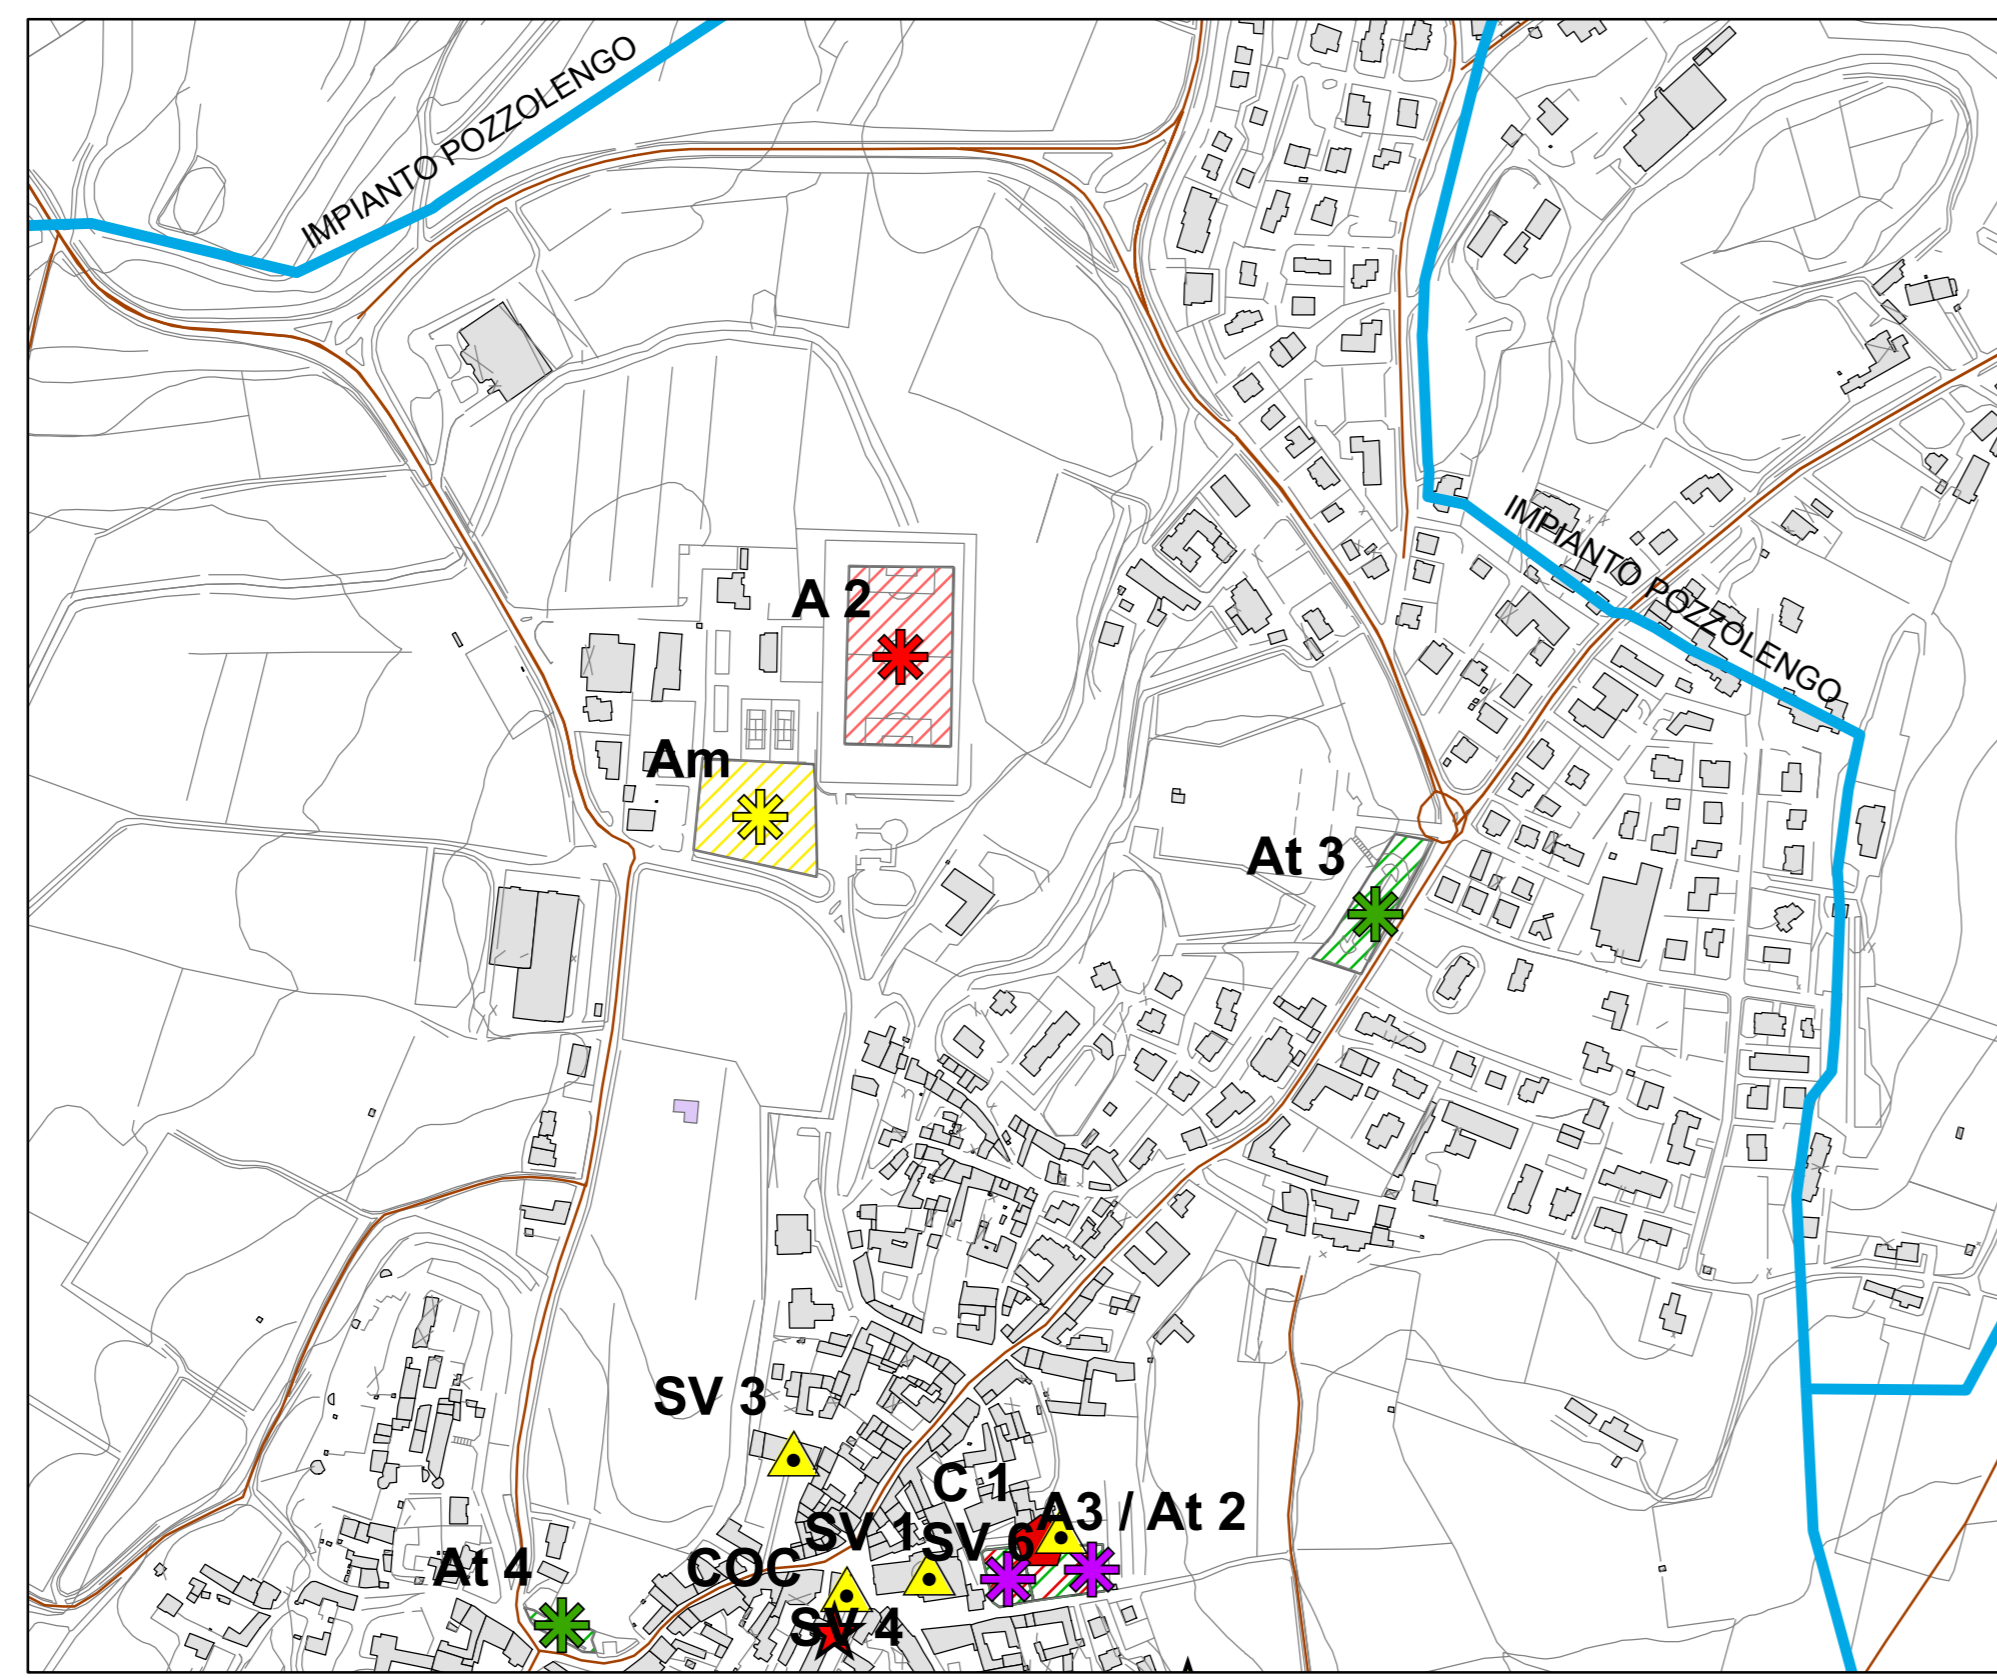 IMPIANTO POZZOLENGO
IMPIANTO POZZOLENGO
A 2
Am
At 3
SV 3
C 1
A3 / At 2
SV 1
SV 6
At 4
COC
SV 4